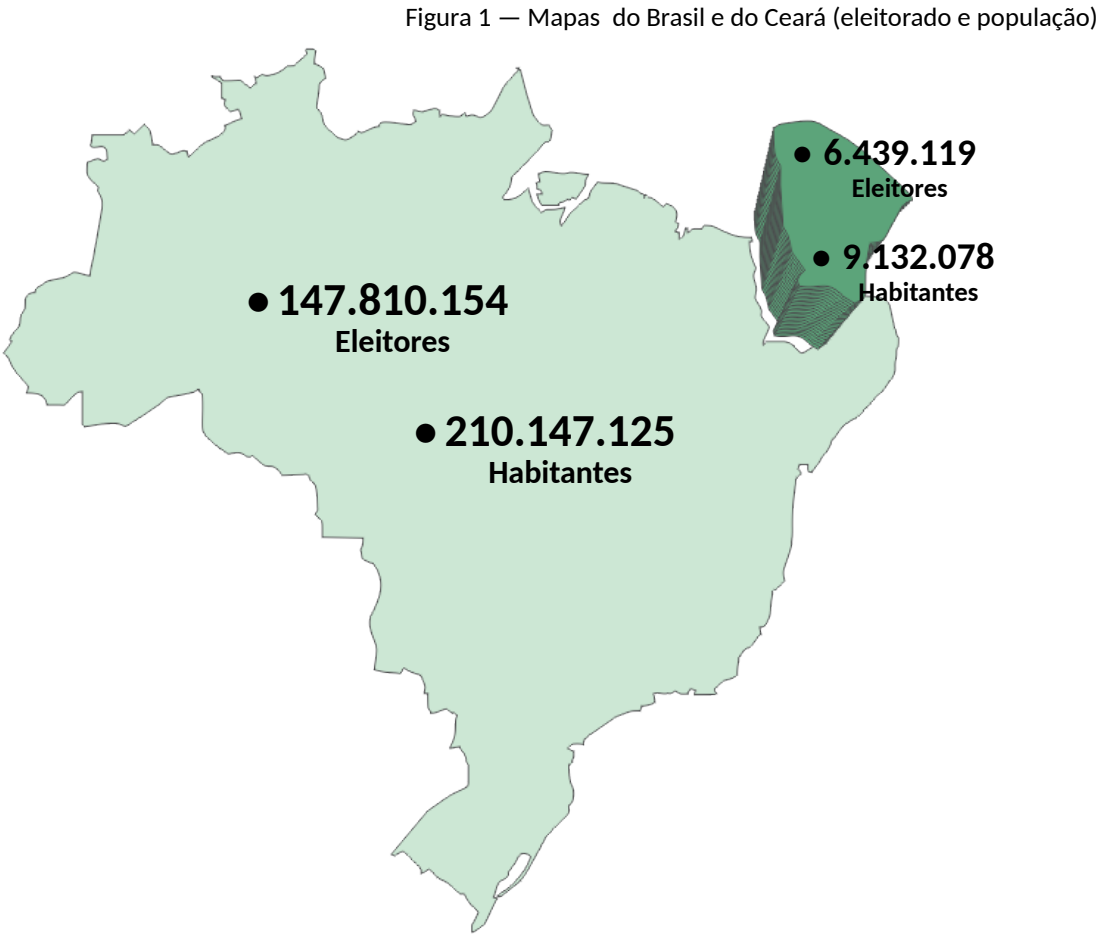 Figura 1 — Mapas do Brasil e do Ceará (eleitorado e população)
6.439.119
Eleitores
9.132.078
Habitantes
147.810.154
Eleitores
210.147.125
Habitantes